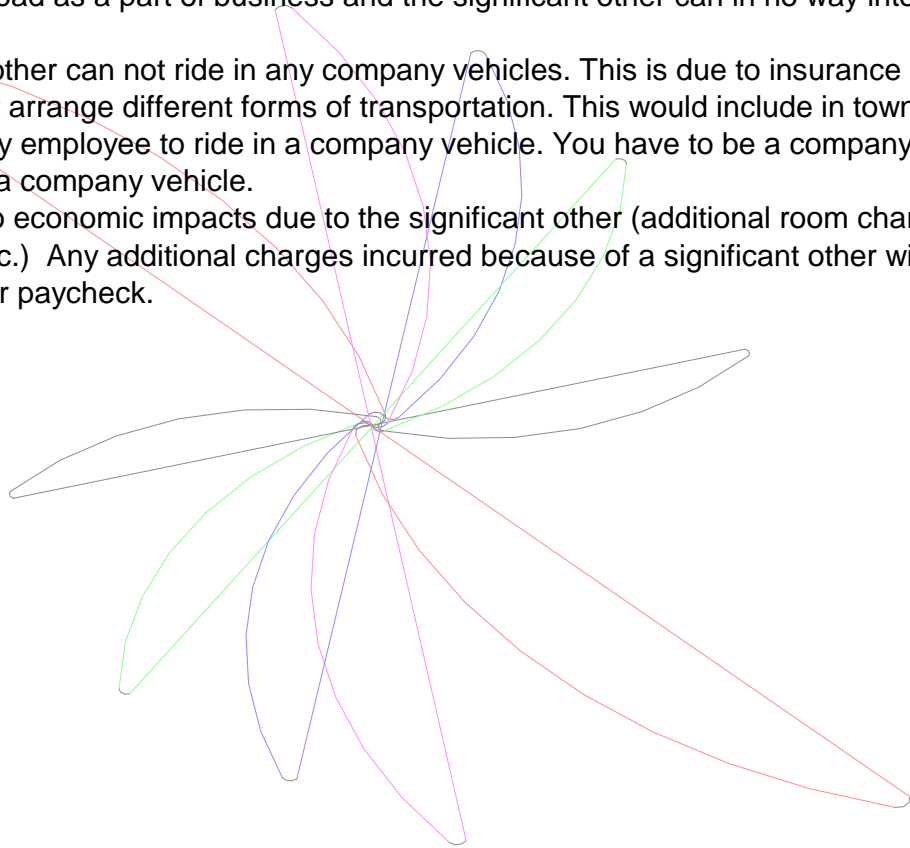 oad as a part of business and the significant other can in no way inte
other can not ride in any company vehicles. This is due to insurance
arrange different forms of transportation. This would include in town
y employee to ride in a company vehicle. You have to be a company
a company vehicle.
o economic impacts due to the significant other (additional room char
c.) Any additional charges incurred because of a significant other wi
r paycheck.